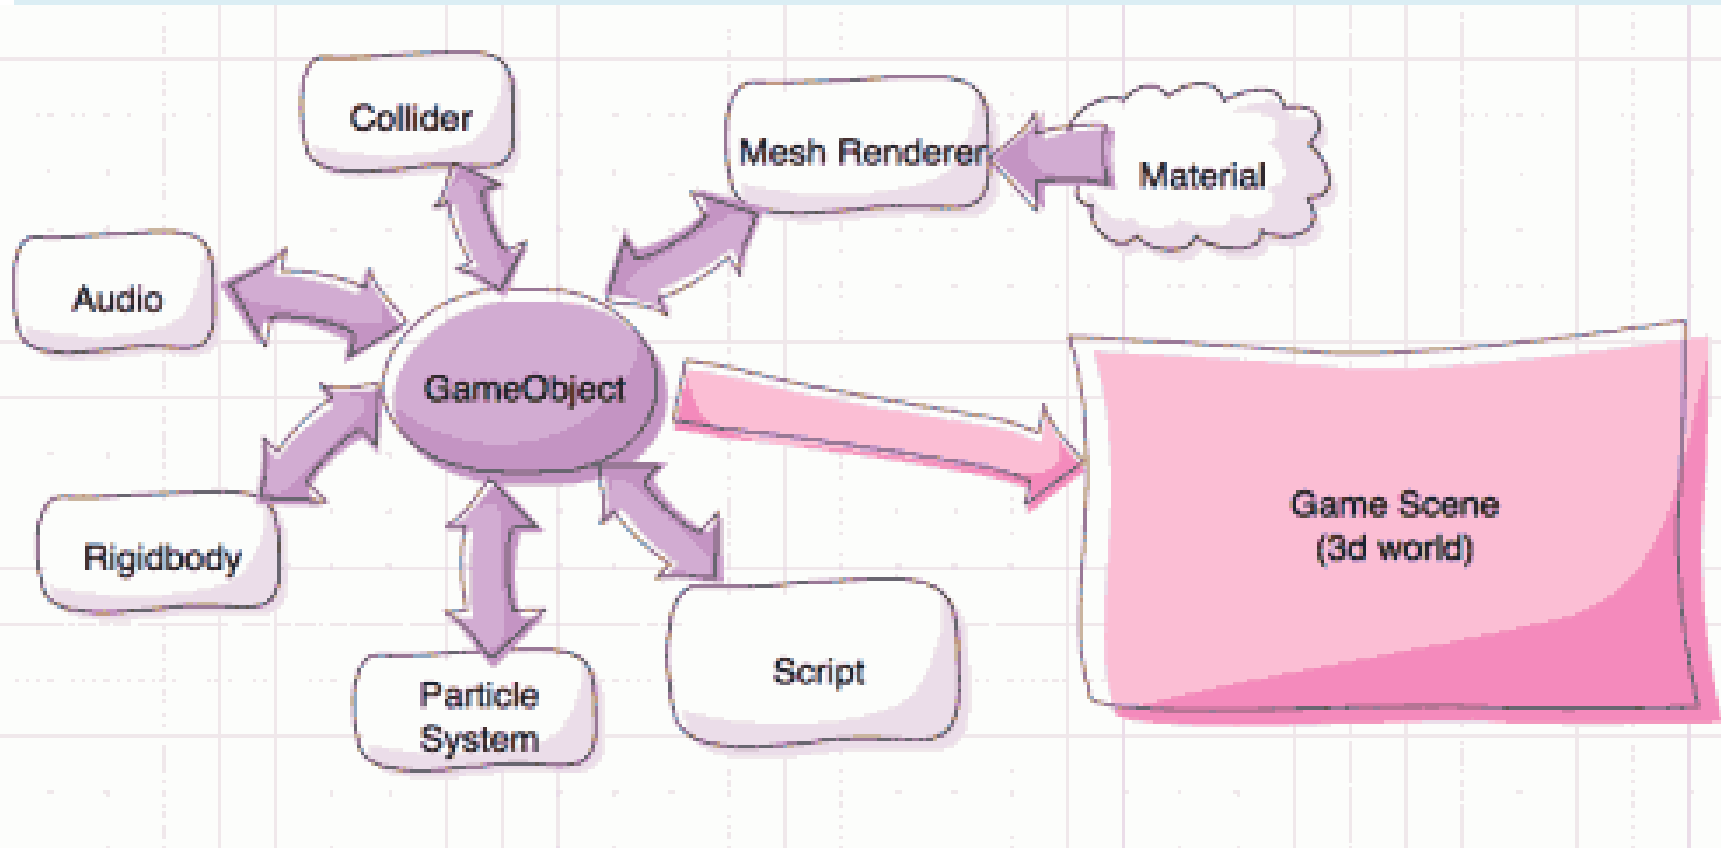 Collider
Mesh Renderer
Material
Audio
GameObject
Game Scene
(3d world)
Rigidbody
Script
Particle
System